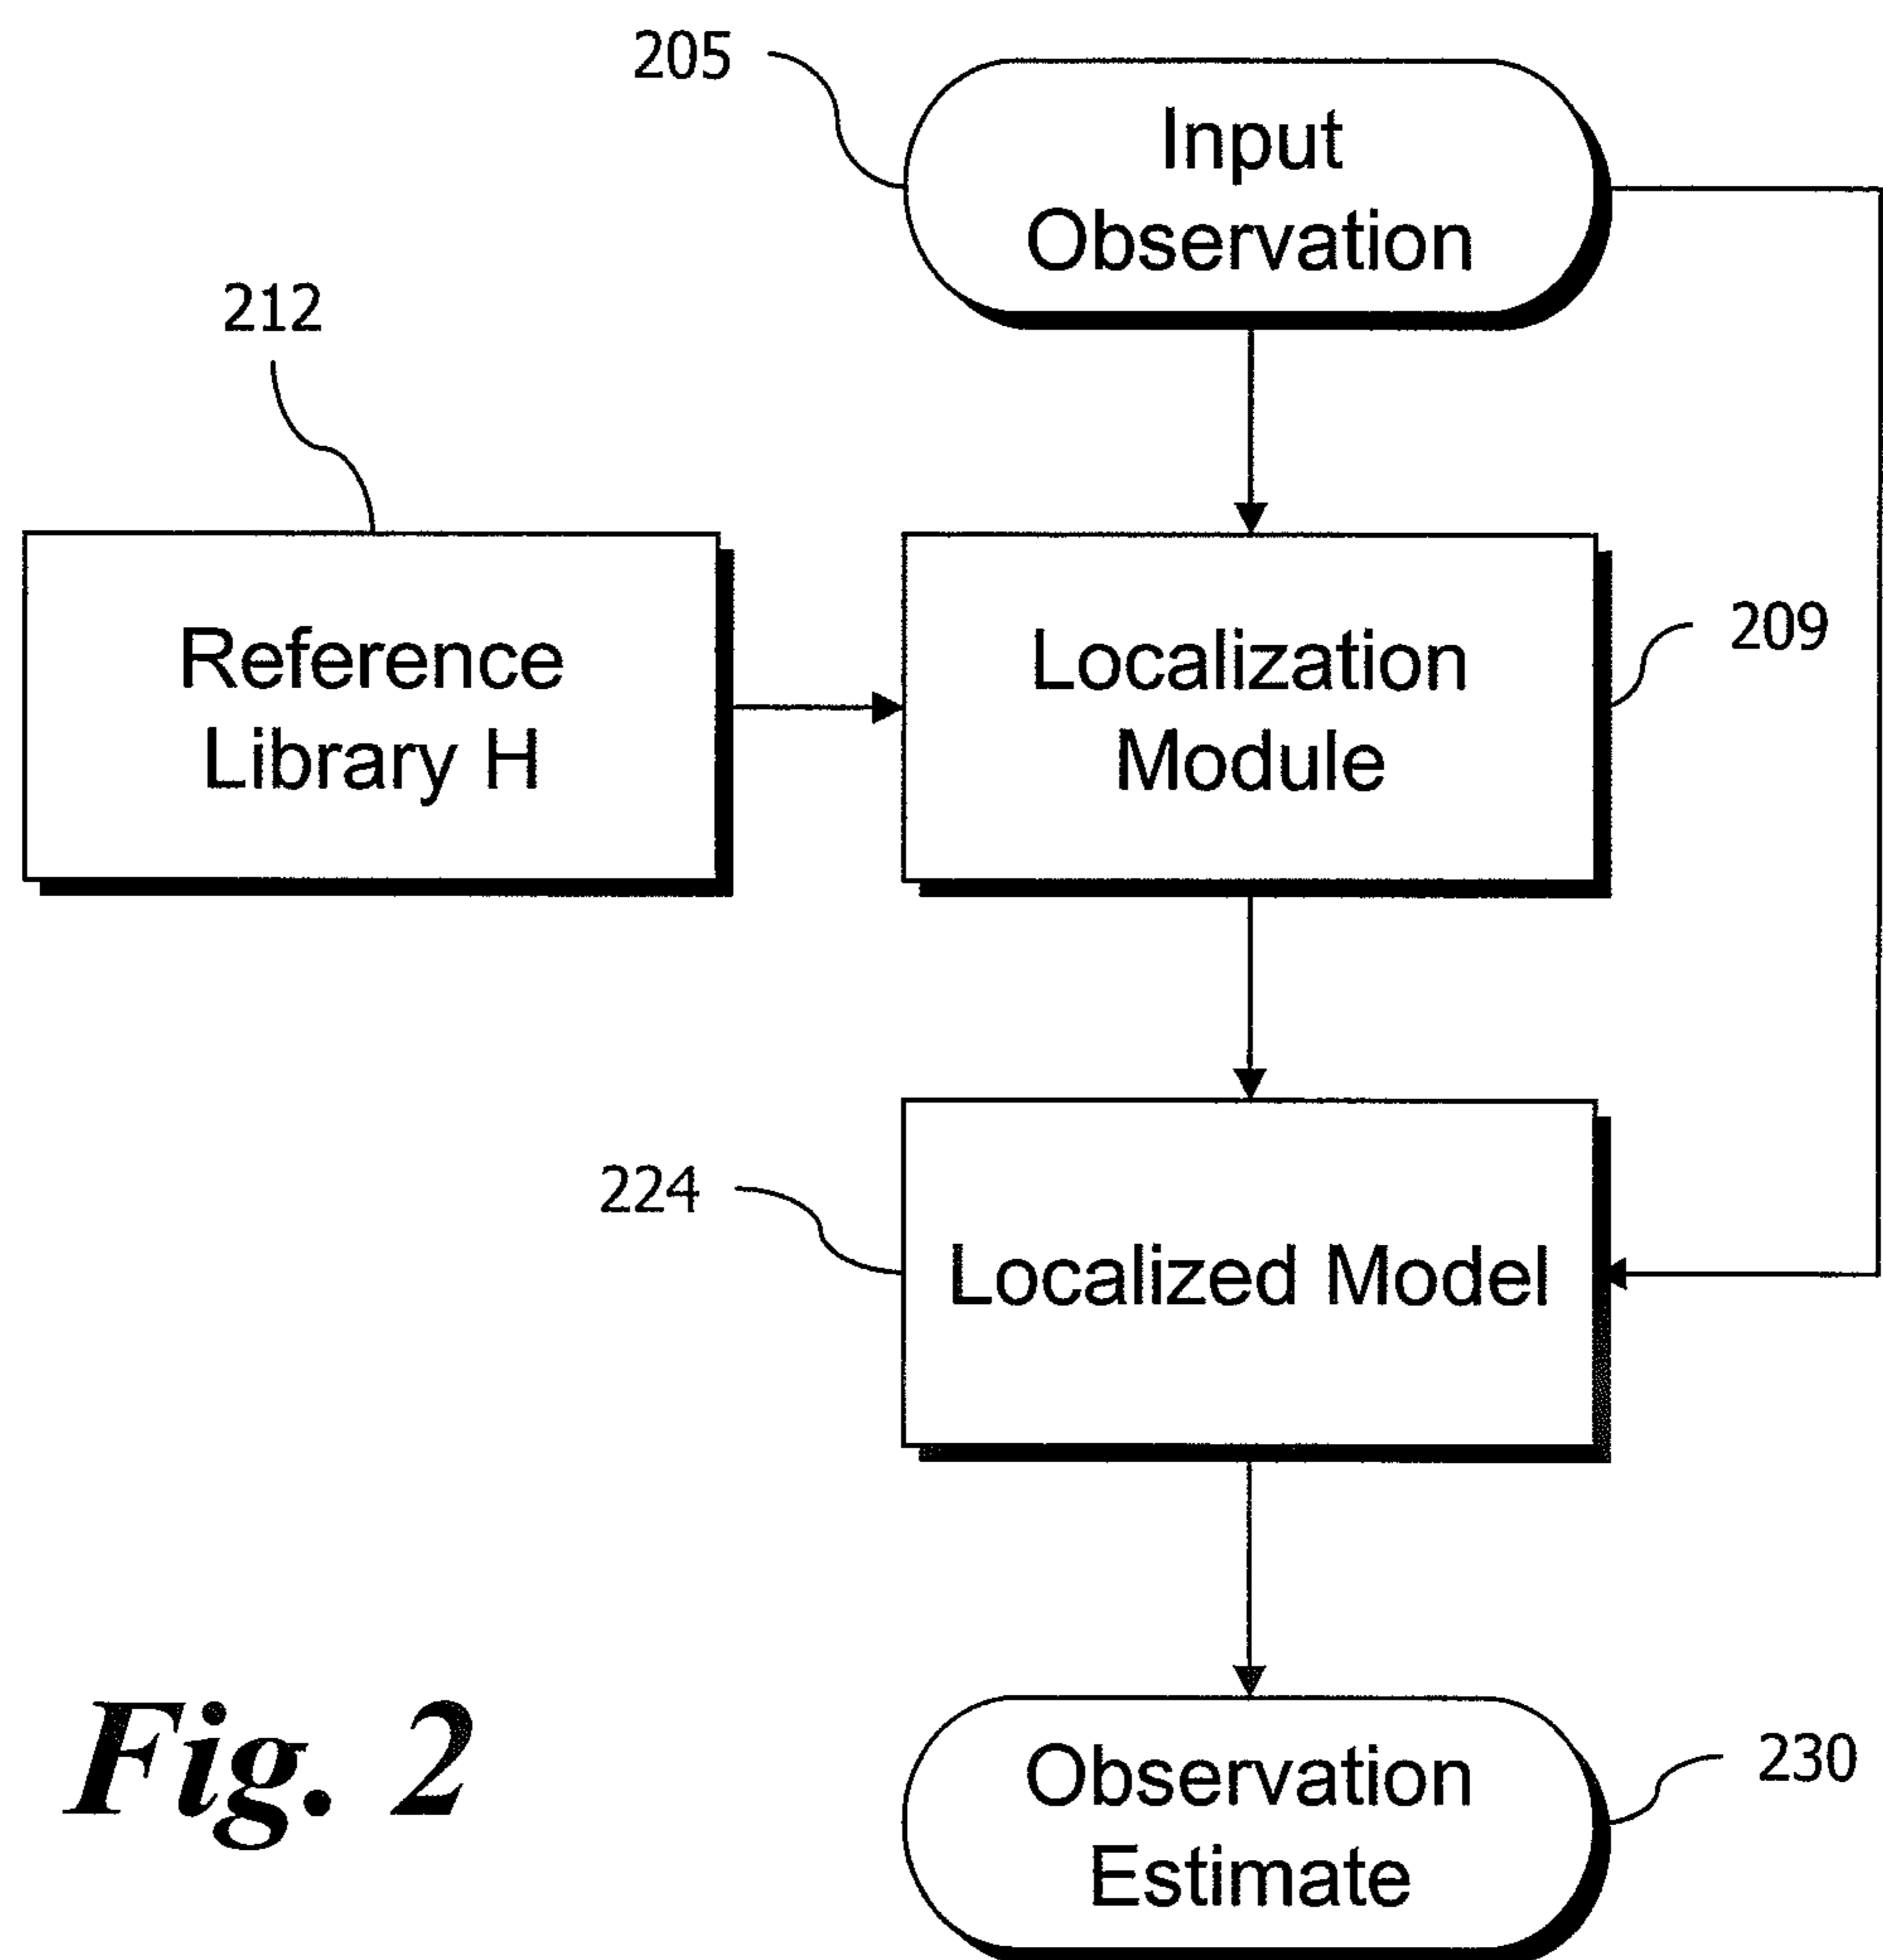 205
Input
Observation
212
Reference
Library H
Localization
Module
209
224
Localized Model
Fig. 2
Observation
Estimate
230